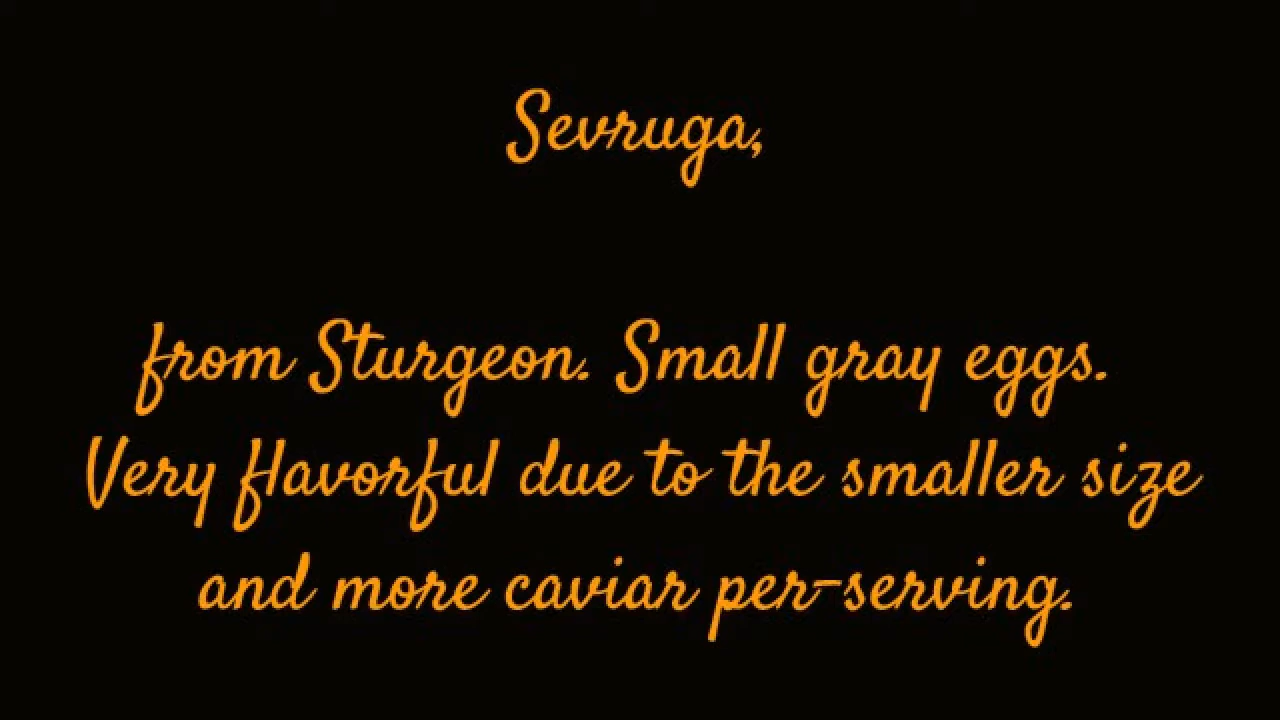 Sevruga,
from Sturgeon. Small gray eggs.
Very flavorful due to the smaller size
and more caviar per-serving.